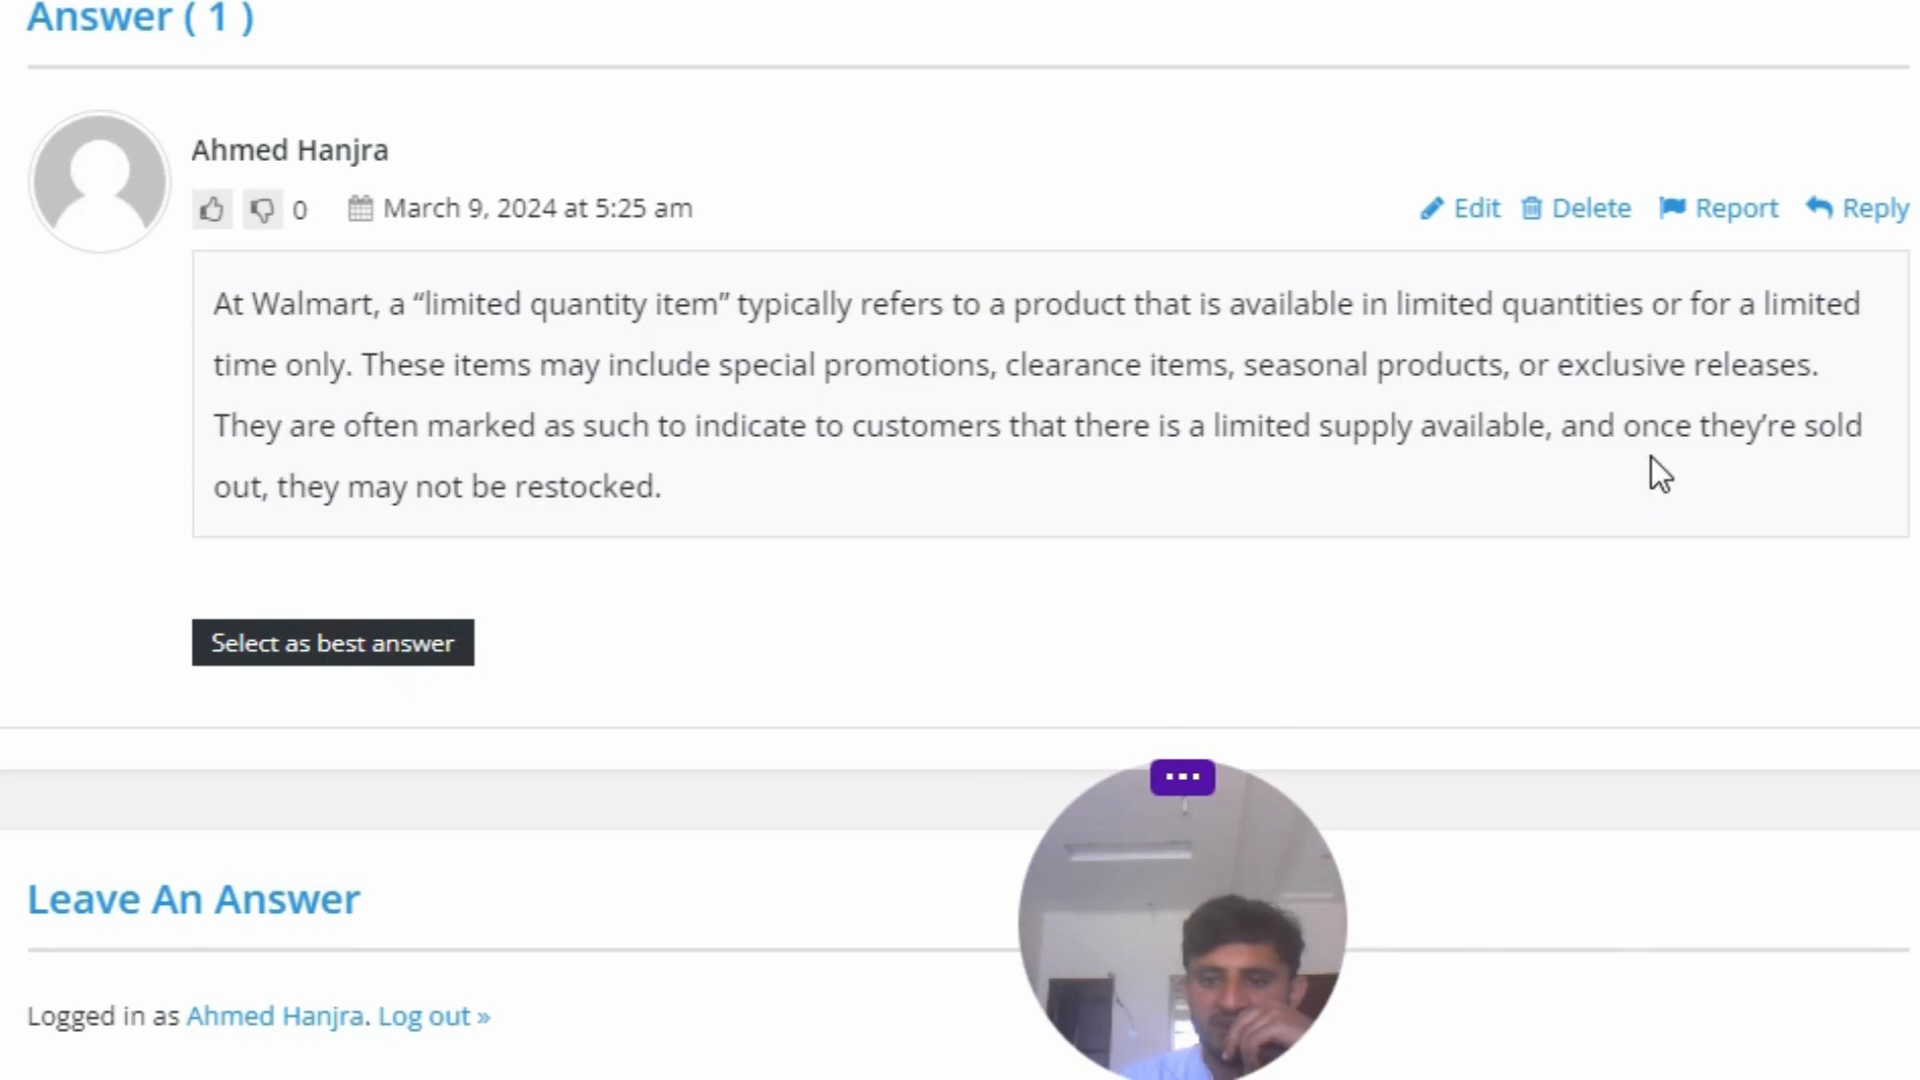 Answer ( 1 )
Ahmed Hanjra
0 March 9, 2024 at 5:25 am Edit Delete Report Reply
At Walmart, a “limited quantity item” typically refers to a product that is available in limited quantities or for a limited
time only. These items may include special promotions, clearance items, seasonal products, or exclusive releases.
They are often marked as such to indicate to customers that there is a limited supply available, and once they’re sold
out, they may not be restocked.
Select as best answer
Leave An Answer
Logged in as Ahmed Hanjra. Log out »